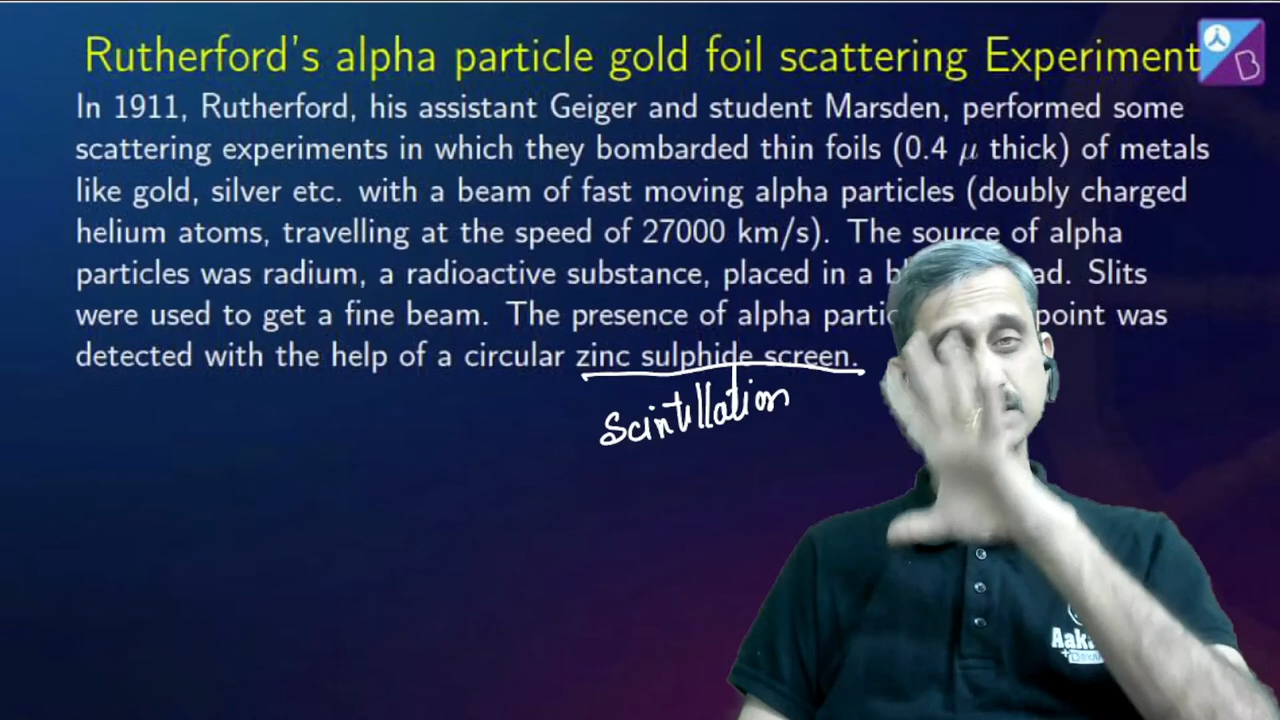 Rutherford's alpha particle gold foil scattering Experiment
In 1911, Rutherford, his assistant Geiger and student Marsden, performed some
scattering experiments in which they bombarded thin foils (0.4 μ thick) of metals
like gold, silver etc. with a beam of fast moving alpha particles (doubly charged
helium atoms, travelling at the speed of 27000 km/s). The source of alpha
particles was radium, a radioactive substance, placed in a Slits
were used to get a fine beam. The presence of alpha point was
detected with the help of a circular zinc sulphide screen.
Scintillation